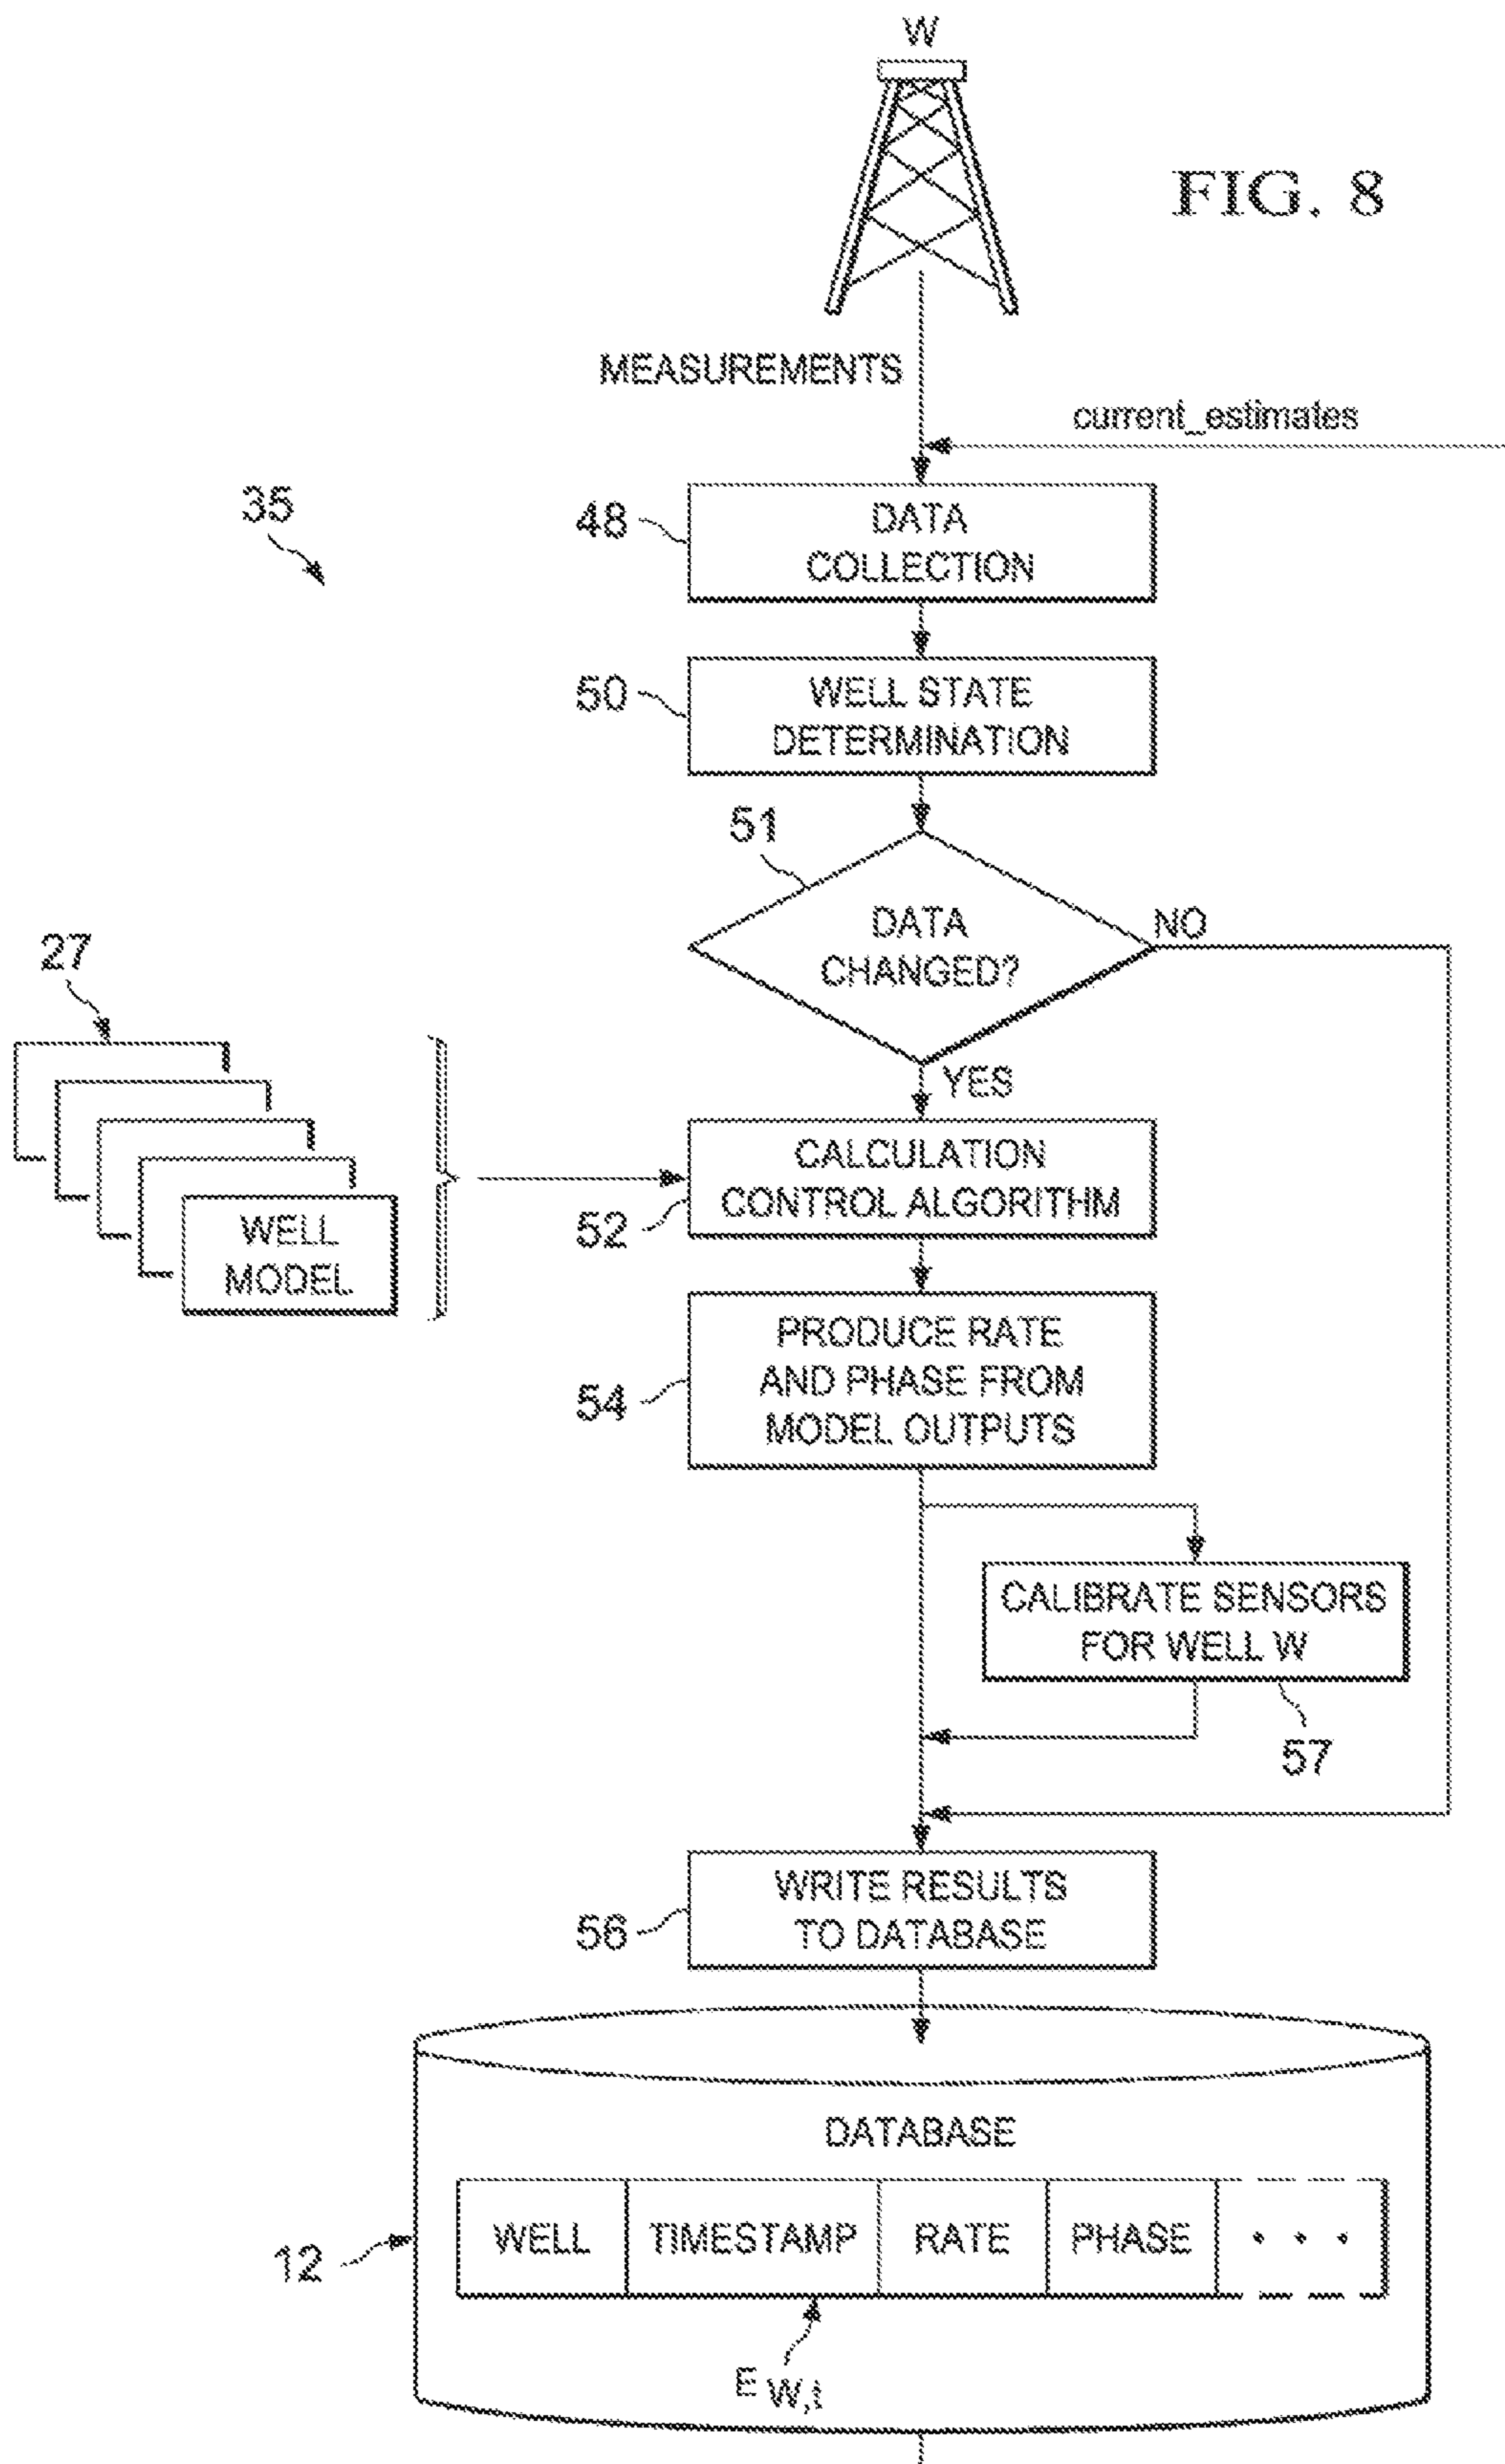 W
FIG. 8
MEASUREMENTS
current_estimates
35
48
DATA
COLLECTION
50
WELL STATE
DETERMINATION
51
DATA
CHANGED?
NO
YES
27
WELL
MODEL
52
CALCULATION
CONTROL ALGORITHM
54
PRODUCE RATE
AND PHASE FROM
MODEL OUTPUTS
CALIBRATE SENSORS
FOR WELL W
57
56
WRITE RESULTS
TO DATABASE
DATABASE
12
WELL
TIMESTAMP
RATE
PHASE
• • •
E W,t